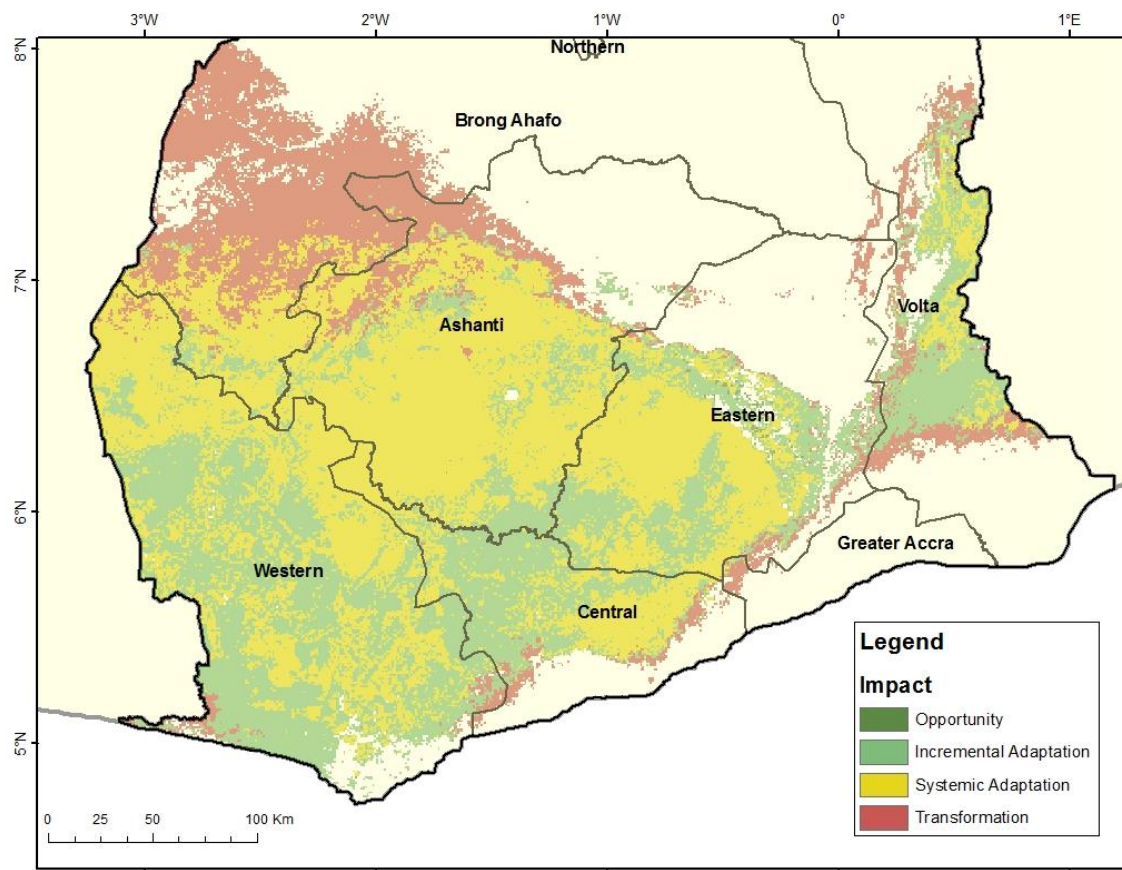 3°W 2°W 1°W 0° 1°E
8°N
Northern
Brong Ahafo
7°N
Volta
Ashanti
Eastern
6°N
Greater Accra
Western
Central
5°N
Legend
Impact
Opportunity
Incremental Adaptation
Systemic Adaptation
Transformation
0 25 50 100 Km